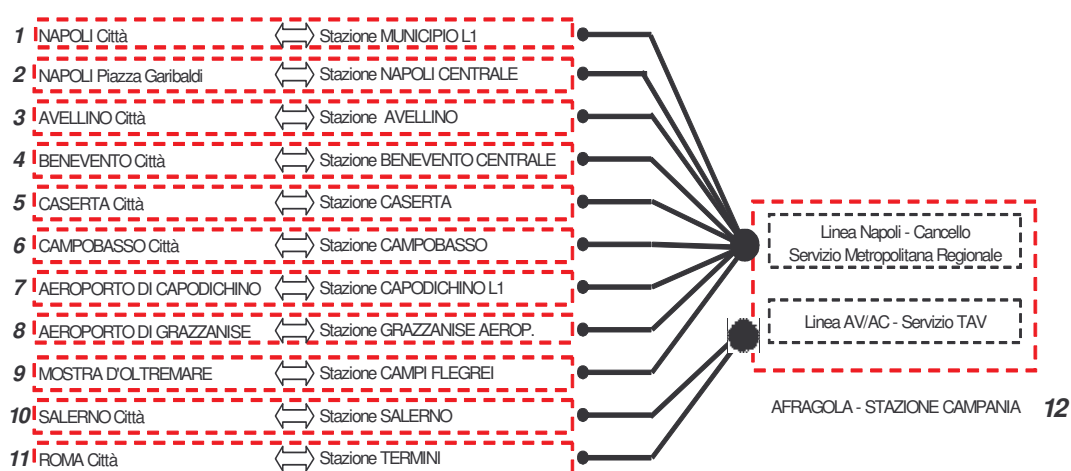 1 NAPOLI Città Stazione MUNICIPIO L1
2 NAPOLI Piazza Garibaldi Stazione NAPOLI CENTRALE
3 AVELLINO Città Stazione AVELLINO
4 BENEVENTO Città Stazione BENEVENTO CENTRALE
5 CASERTA Città Stazione CASERTA
6 CAMPOBASSO Città Stazione CAMPOBASSO
7 AEROPORTO DI CAPODICHINO Stazione CAPODICHINO L1
8 AEROPORTO DI GRAZZANISE Stazione GRAZZANISE AEROP.
9 MOSTRA D'OLTREMARE Stazione CAMPI FLEGREI
10 SALERNO Città Stazione SALERNO
11 ROMA Città Stazione TERMINI
Linea Napoli - Cancello
Servizio Metropolitana Regionale
Linea AV/AC - Servizio TAV
AFRAGOLA - STAZIONE CAMPANIA 12